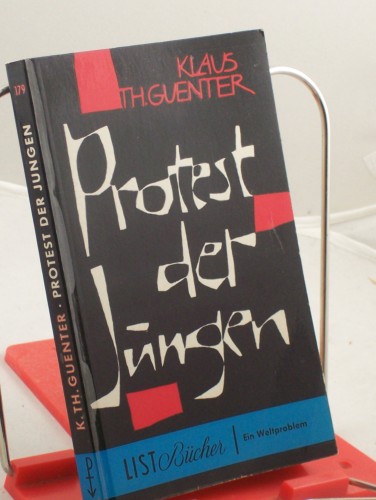 KLAUS
TH.GUENTER
Protest
der
Jungen
LIST Bücher | Ein Weltproblem
179
K.TH.GUENTER · PROTEST DER JUNGEN